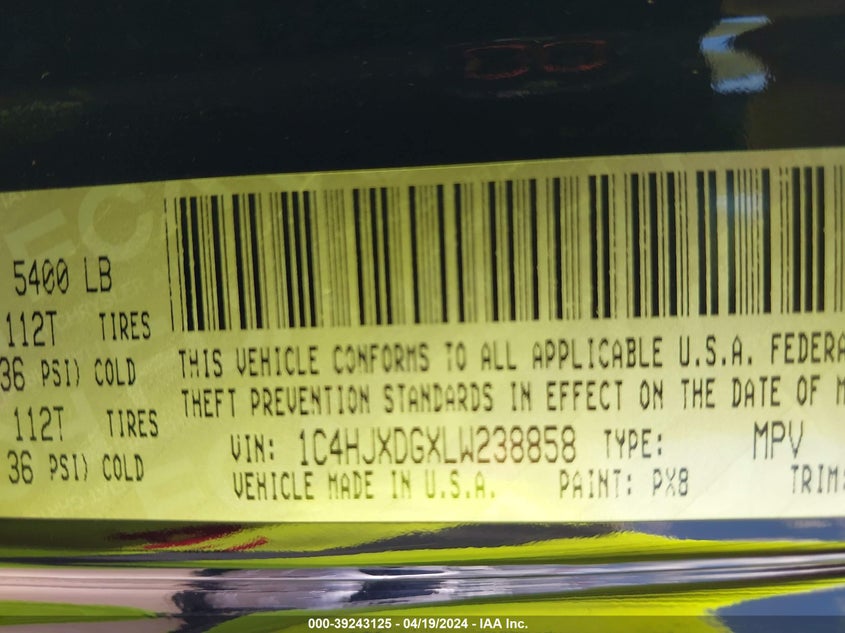 5400 LB
112T TIRES
36 PSI) COLD
112T TIRES
36 PSI) COLD
THIS VEHICLE CONFORMS TO ALL APPLICABLE U.S.A. FEDERA
THEFT PREVENTION STANDARDS IN EFFECT ON THE DATE OF M
VIN: 1C4HJXDGXLW238858 TYPE: MPV
VEHICLE MADE IN U.S.A. PAINT: PX8 TRIM:
000-39243125 - 04/19/2024 - IAA Inc.